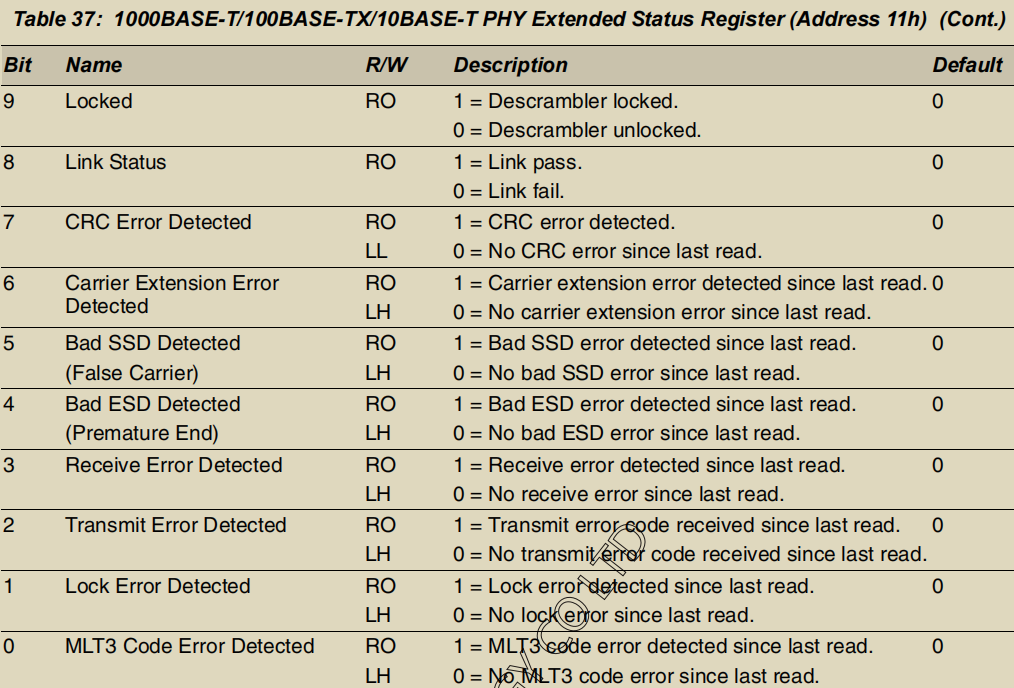 Table 37: 1000BASE-T/100BASE-TX/10BASE-T PHY Extended Status Register (Address 11h) (Cont.)
Bit Name R/W Description Default
9 Locked RO 1 = Descrambler locked. 0
0 = Descrambler unlocked.
8 Link Status RO 1 = Link pass. 0
0 = Link fail.
7 CRC Error Detected RO 1 = CRC error detected. 0
LL 0 = No CRC error since last read.
6 Carrier Extension Error RO 1 = Carrier extension error detected since last read. 0
Detected LH 0 = No carrier extension error since last read.
5 Bad SSD Detected RO 1 = Bad SSD error detected since last read. 0
(False Carrier) LH 0 = No bad SSD error since last read.
4 Bad ESD Detected RO 1 = Bad ESD error detected since last read. 0
(Premature End) LH 0 = No bad ESD error since last read.
3 Receive Error Detected RO 1 = Receive error detected since last read. 0
LH 0 = No receive error since last read.
2 Transmit Error Detected RO 1 = Transmit error code received since last read. 0
LH 0 = No transmit error code received since last read.
1 Lock Error Detected RO 1 = Lock error detected since last read. 0
LH 0 = No lock error since last read.
0 MLT3 Code Error Detected RO 1 = MLT3 code error detected since last read. 0
LH 0 = No MLT3 code error since last read.
CO LTD